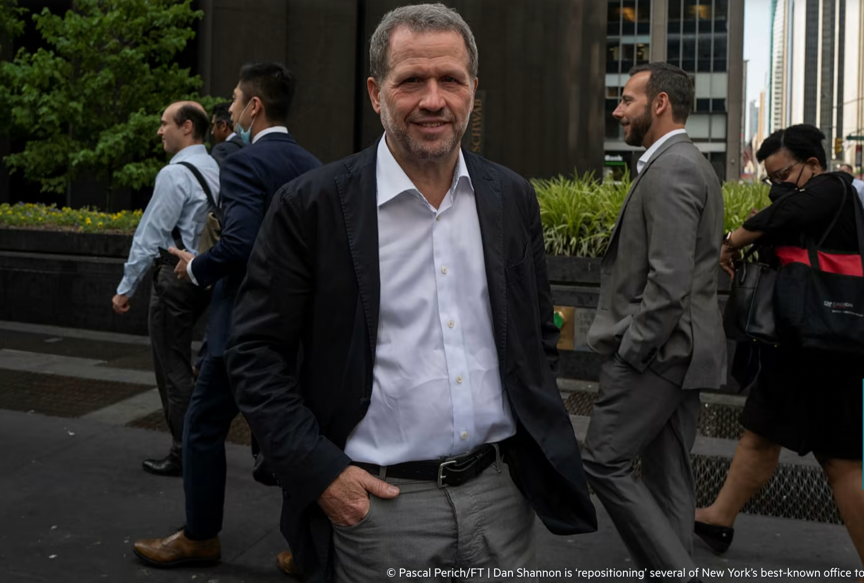 © Pascal Perich/FT | Dan Shannon is ‘repositioning’ several of New York’s best-known office to